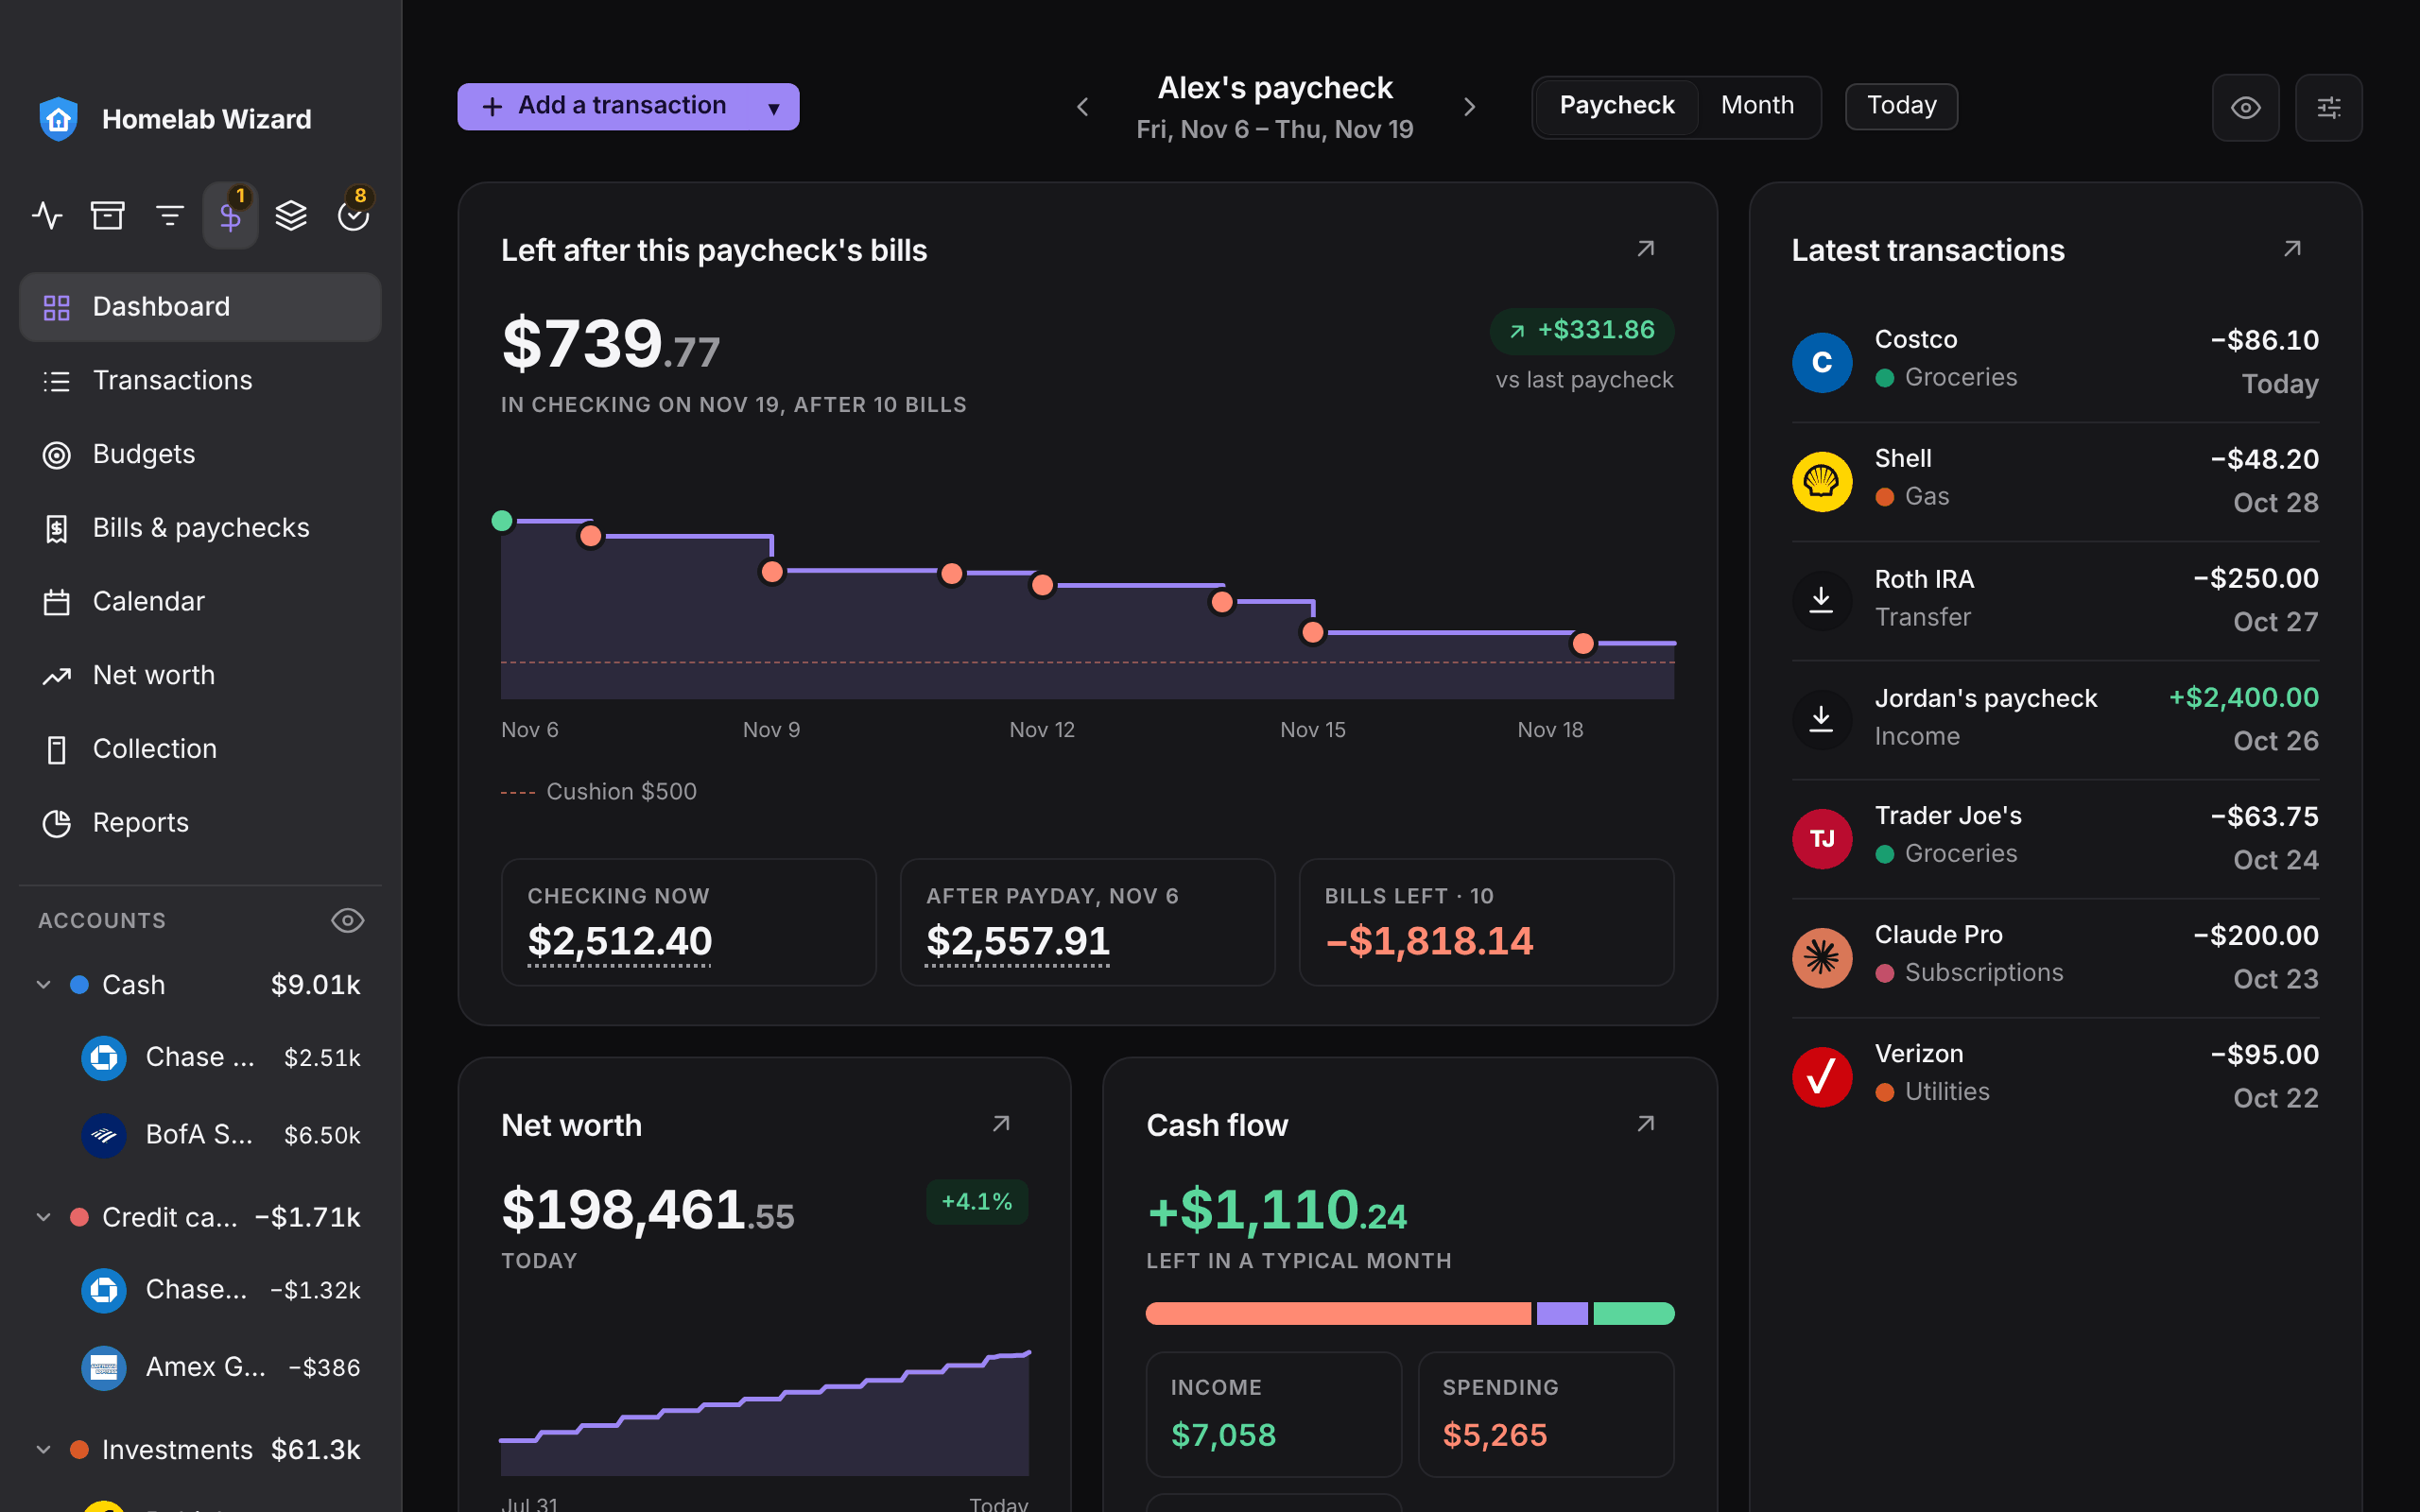 Homelab Wizard
1
8
Dashboard
Transactions
Budgets
Bills & paychecks
Calendar
Net worth
Collection
Reports
ACCOUNTS
Cash $9.01k
Chase ... $2.51k
BofA S... $6.50k
Credit ca... −$1.71k
Chase... −$1.32k
Amex G... −$386
Investments $61.3k
+ Add a transaction
Alex's paycheck
Fri, Nov 6 – Thu, Nov 19
Paycheck Month Today
Left after this paycheck's bills
$739.77
IN CHECKING ON NOV 19, AFTER 10 BILLS
+$331.86
vs last paycheck
Nov 6 Nov 9 Nov 12 Nov 15 Nov 18
Cushion $500
CHECKING NOW
$2,512.40
AFTER PAYDAY, NOV 6
$2,557.91
BILLS LEFT · 10
−$1,818.14
Net worth
$198,461.55
+4.1%
TODAY
Jul 31 Today
Cash flow
+$1,110.24
LEFT IN A TYPICAL MONTH
INCOME
$7,058
SPENDING
$5,265
Latest transactions
C
Costco −$86.10
Groceries Today
Shell −$48.20
Gas Oct 28
Roth IRA −$250.00
Transfer Oct 27
Jordan's paycheck +$2,400.00
Income Oct 26
TJ
Trader Joe's −$63.75
Groceries Oct 24
Claude Pro −$200.00
Subscriptions Oct 23
Verizon −$95.00
Utilities Oct 22